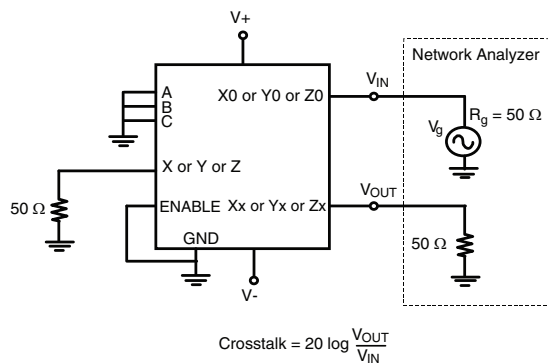 V+
Network Analyzer
A
B
C
X0 or Y0 or Z0
V_IN
V_g
R_g = 50 Ω
X or Y or Z
50 Ω
ENABLE
Xx or Yx or Zx
V_OUT
50 Ω
GND
V-
Crosstalk = 20 log V_OUT / V_IN